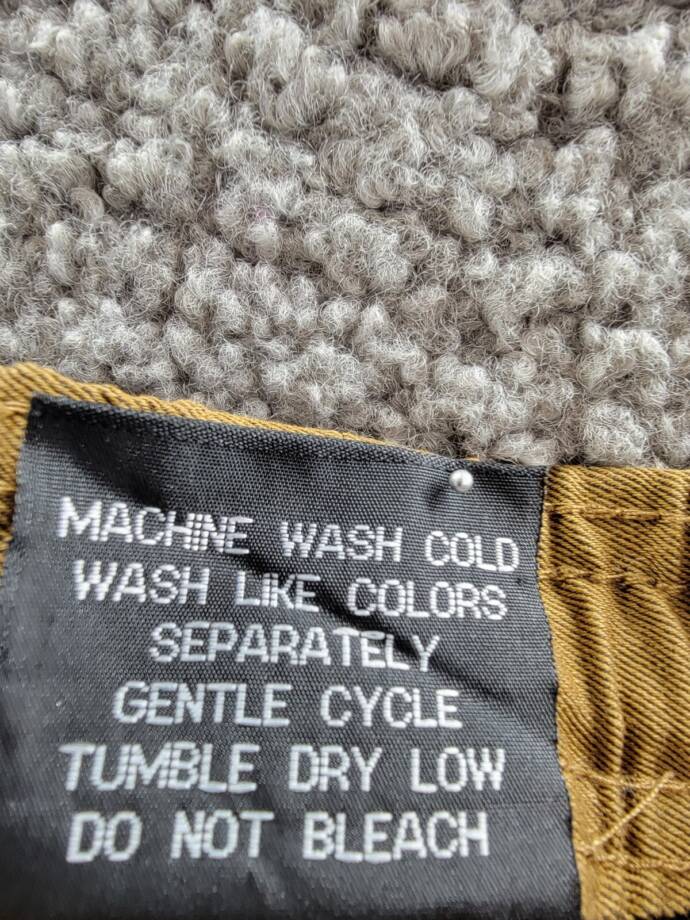 MACHINE WASH COLD
WASH LIKE COLORS
SEPARATELY
GENTLE CYCLE
TUMBLE DRY LOW
DO NOT BLEACH